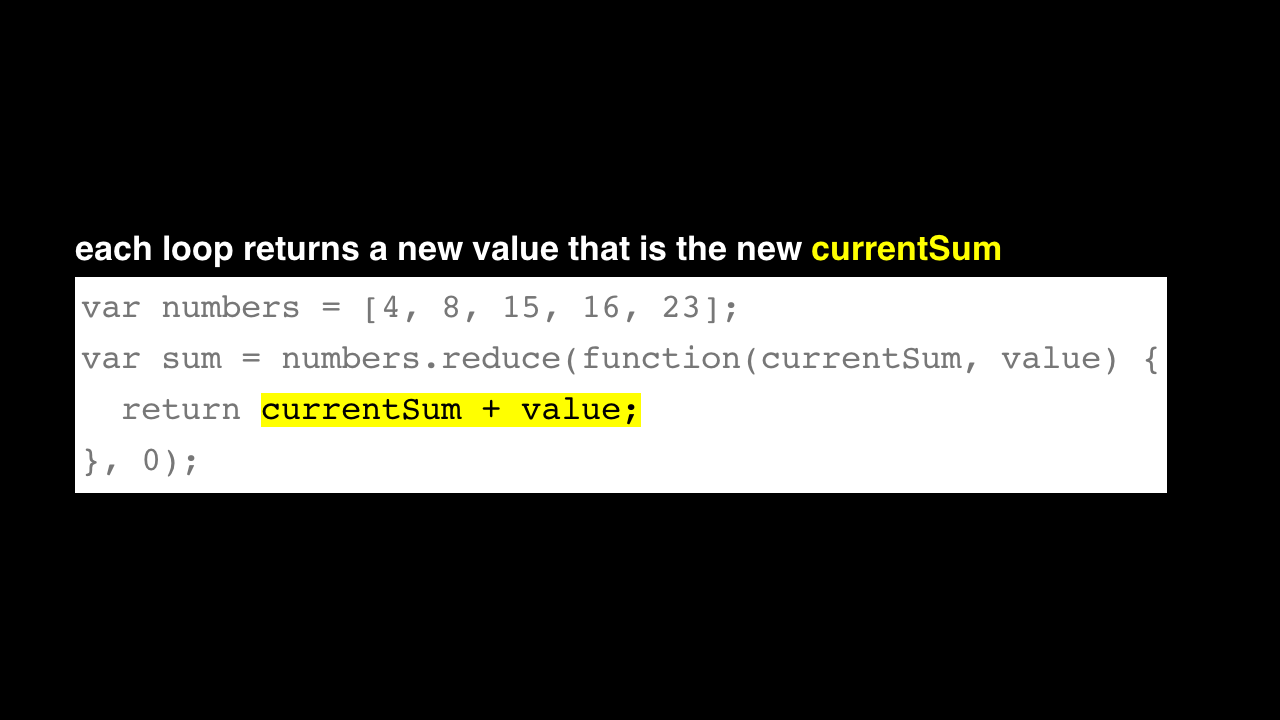 each loop returns a new value that is the new currentSum
var numbers = [4, 8, 15, 16, 23];
var sum = numbers.reduce(function(currentSum, value) {
  return currentSum + value;
}, 0);